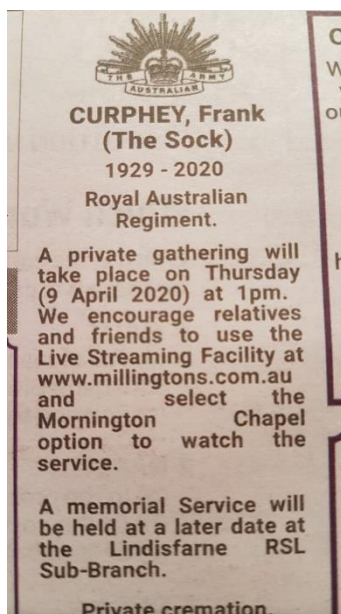 THE ARMY
AUSTRALIAN
CURPHEY, Frank
(The Sock)
1929 - 2020
Royal Australian
Regiment.
A private gathering will
take place on Thursday
(9 April 2020) at 1pm.
We encourage relatives
and friends to use the
Live Streaming Facility at
www.millingtons.com.au
and select the
Mornington Chapel
option to watch the
service.
A memorial Service will
be held at a later date at
the Lindisfarne RSL
Sub-Branch.
Private cremation.